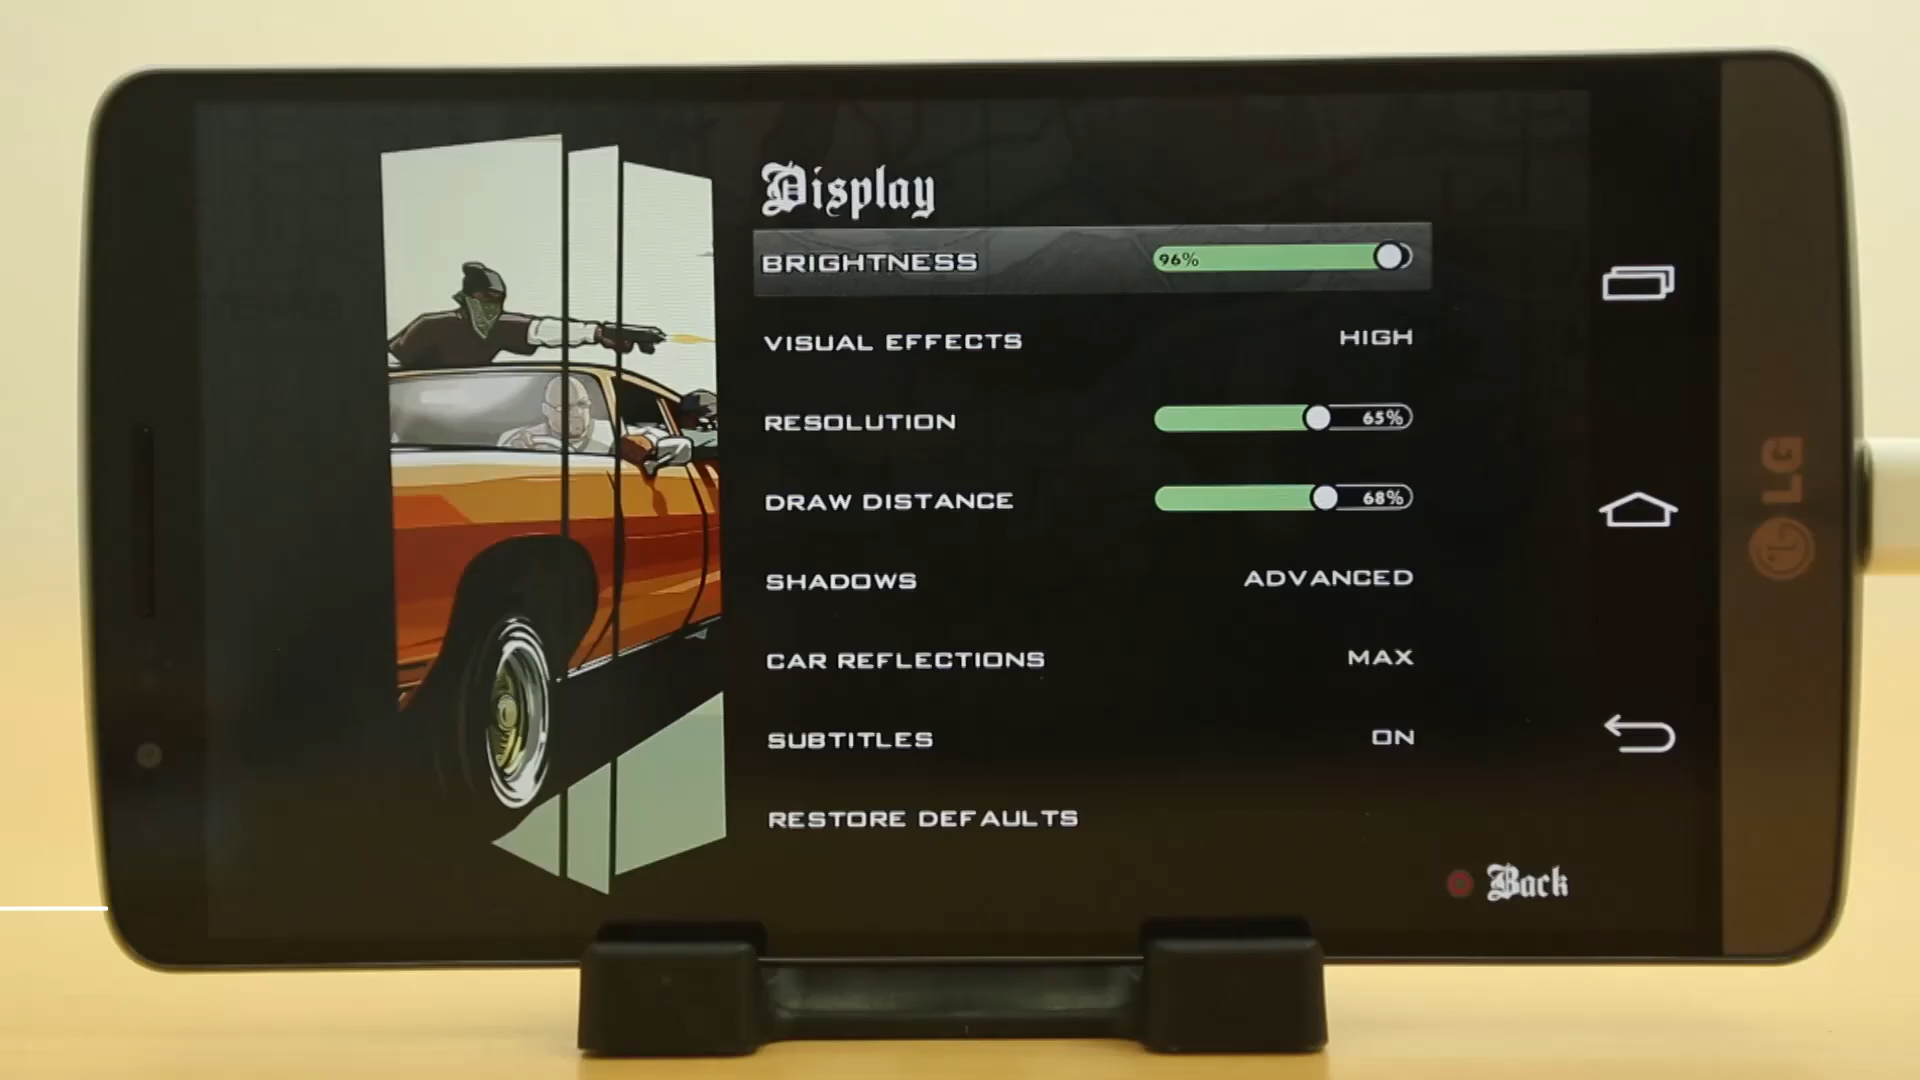 Display
BRIGHTNESS 96%
VISUAL EFFECTS HIGH
RESOLUTION 65%
DRAW DISTANCE 68%
SHADOWS ADVANCED
CAR REFLECTIONS MAX
SUBTITLES ON
RESTORE DEFAULTS
Back
LG